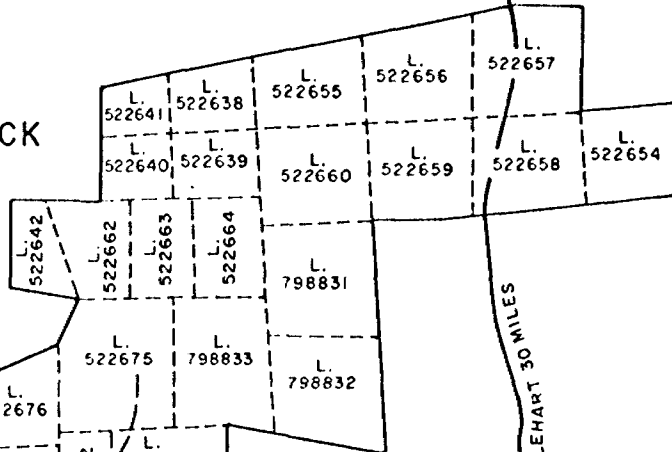 L.
522657
L.
522656
L.
522655
L.
522638
L.
522641
CK
L.
522640
L.
522639
L.
522660
L.
522659
L.
522658
L.
522654
L.
522642
L.
522662
L.
522663
L.
522664
L.
798831
L.
522675
L.
798833
L.
798832
LEHART 30 MILES
L.
2676
L.